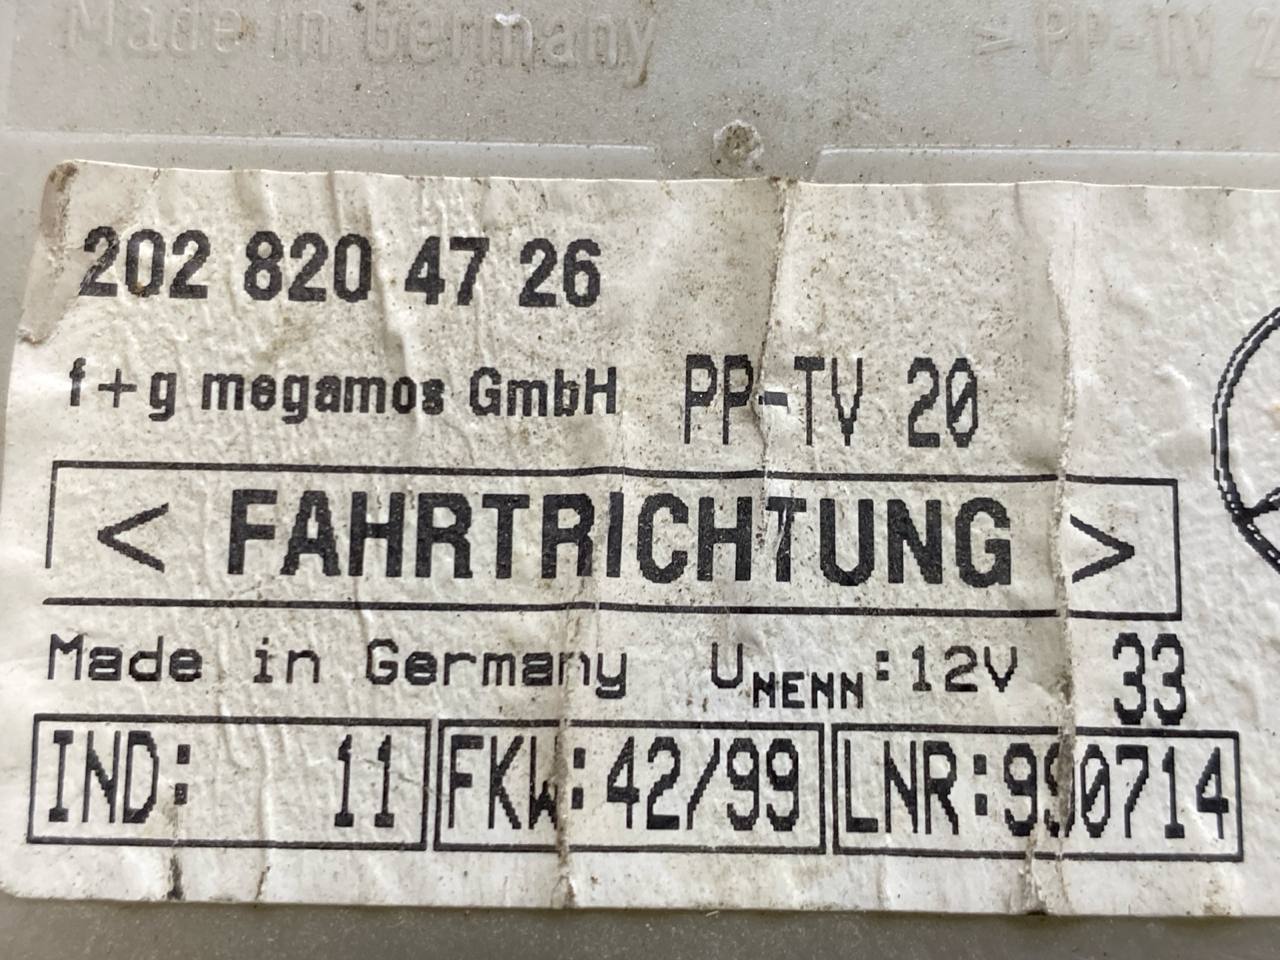 Made in Germany > PP-TV 2
202 820 47 26
f+g megamos GmbH PP-TV 20
< FAHRTRICHTUNG >
Made in Germany UNENN:12V 33
IND: 11 FKW:42/99 LNR:990714